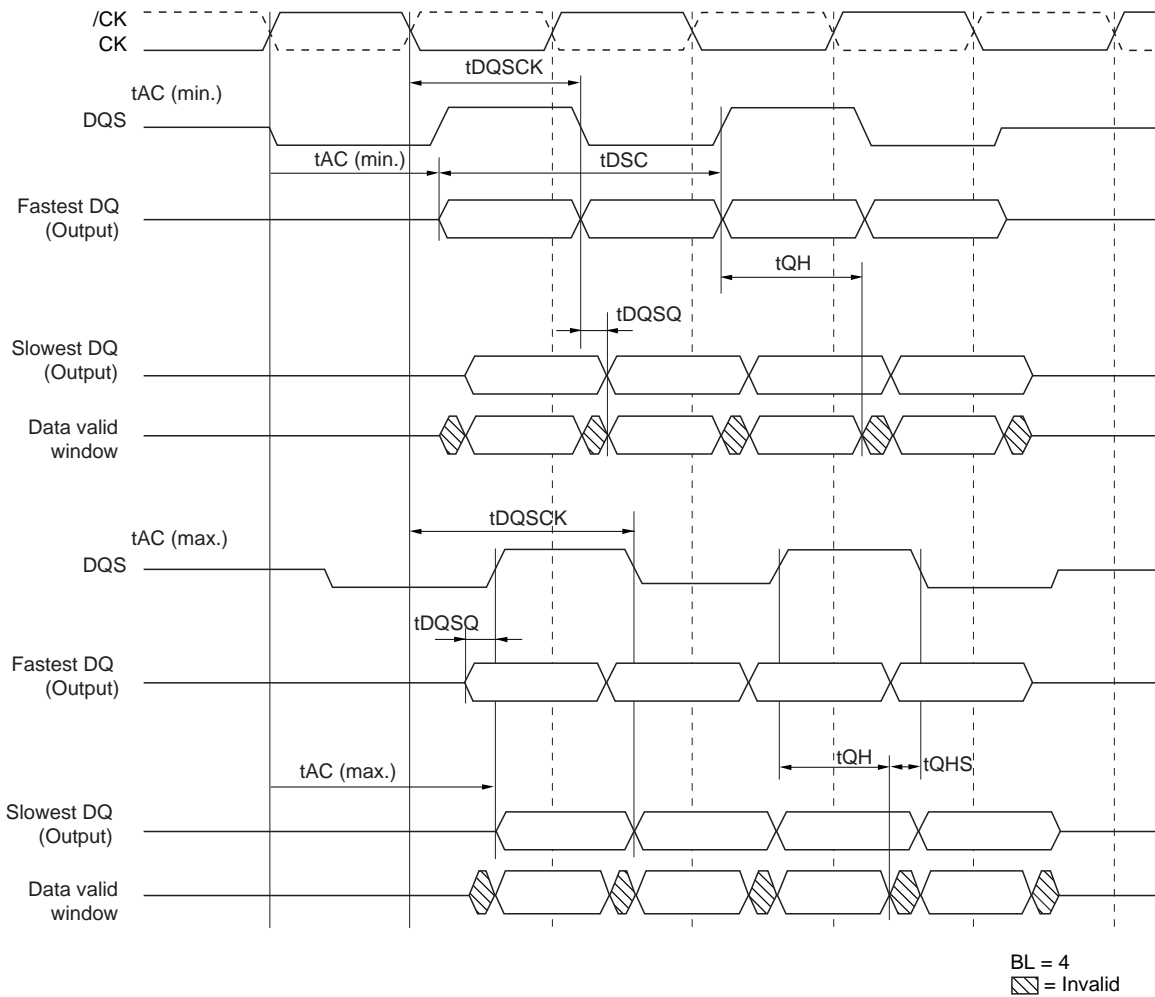 /CK
CK
tDQSCK
tAC (min.)
DQS
tAC (min.)
tDSC
Fastest DQ
(Output)
tQH
tDQSQ
Slowest DQ
(Output)
Data valid
window
tDQSCK
tAC (max.)
DQS
tDQSQ
Fastest DQ
(Output)
tQH
tQHS
tAC (max.)
Slowest DQ
(Output)
Data valid
window
BL = 4
= Invalid